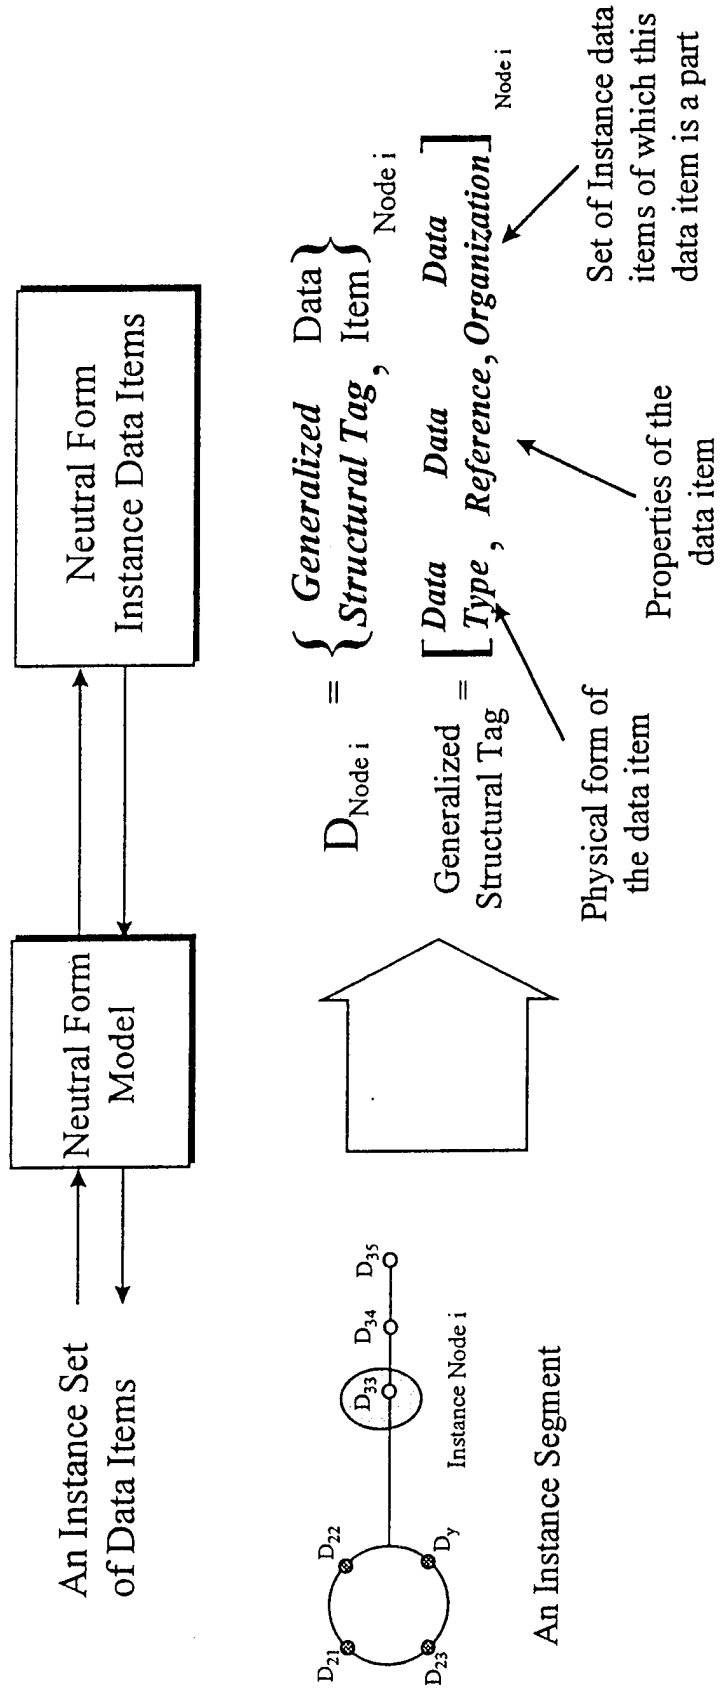 An Instance Set
of Data Items
Neutral Form
Model
Neutral Form
Instance Data Items
D21
D22
D23
Dy
D33
D34
D35
Instance Node i
An Instance Segment
D Node i = { Generalized Structural Tag , Data Item } Node i
Generalized
Structural Tag
= [ Data Type , Data Reference , Data Organization ] Node i
Physical form of
the data item
Properties of the
data item
Set of Instance data
items of which this
data item is a part